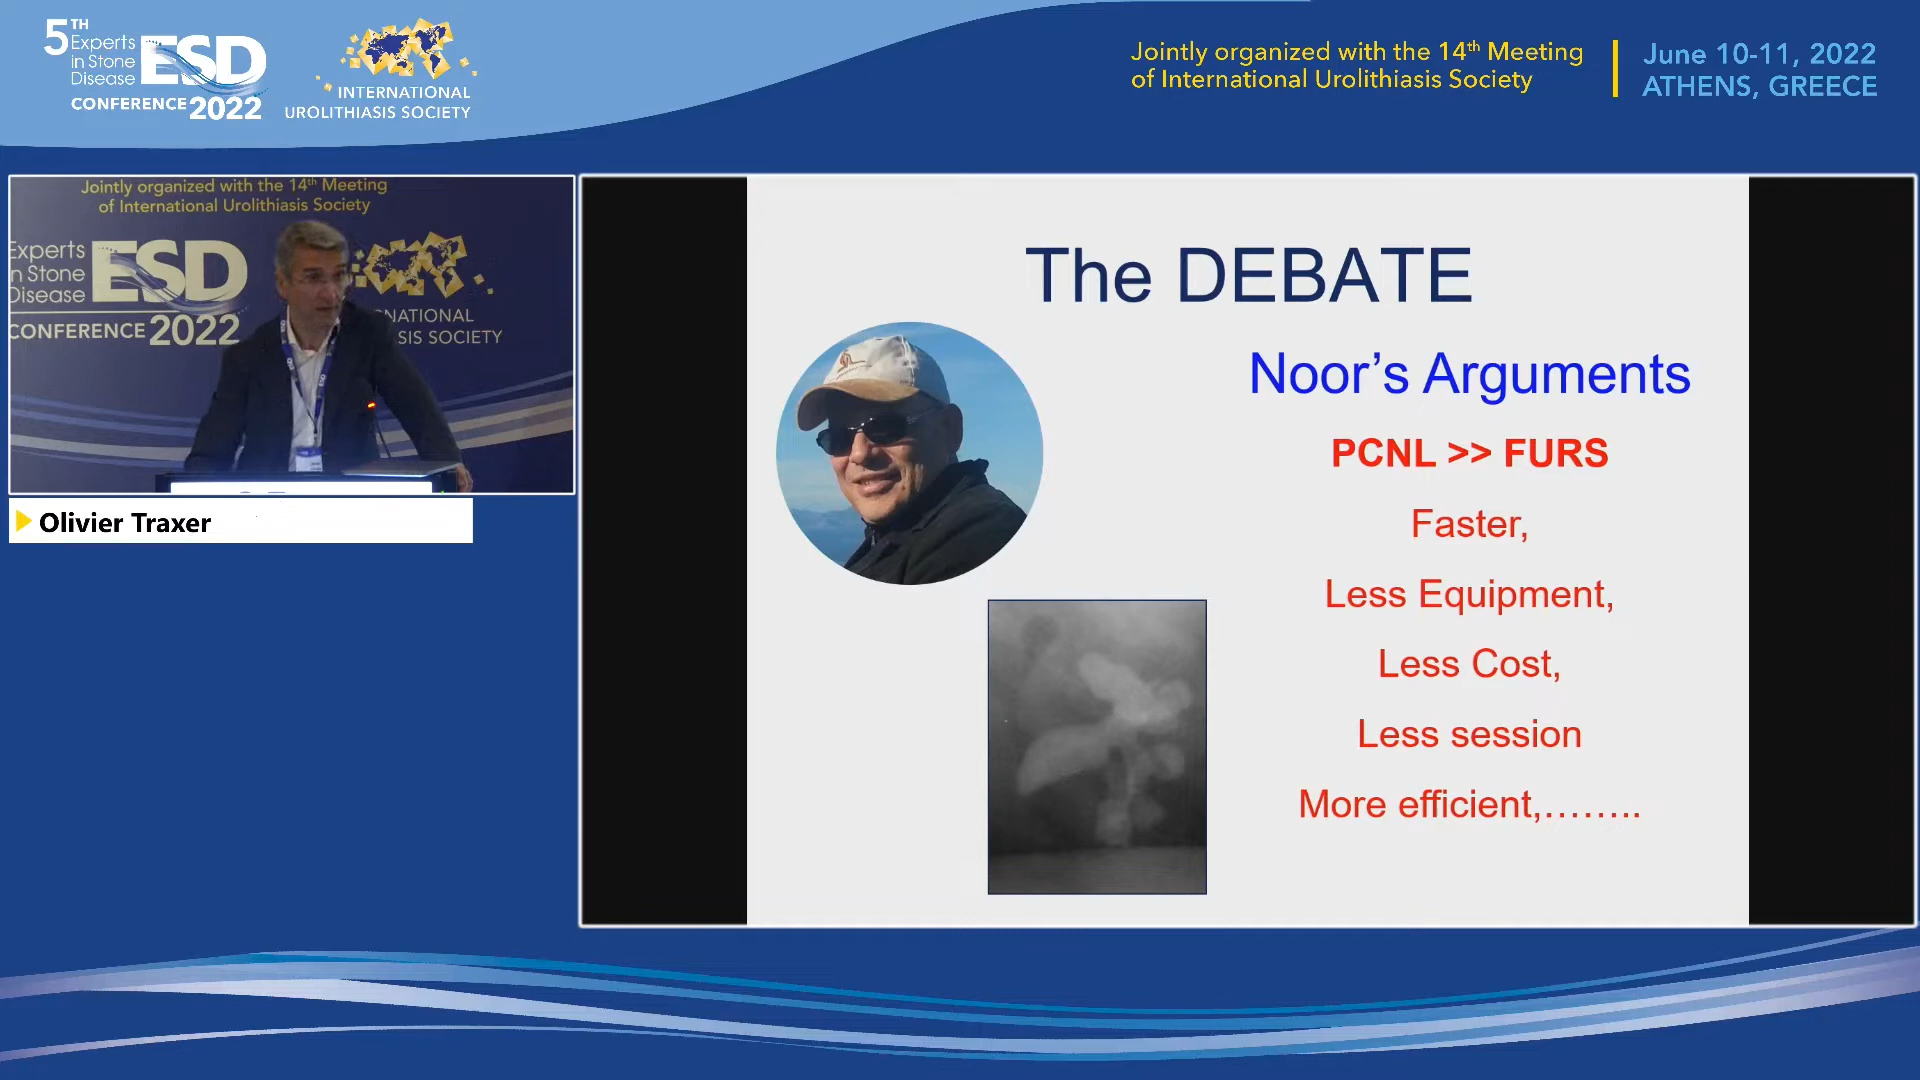 5TH
Experts
in Stone
Disease
ESD
CONFERENCE 2022
INTERNATIONAL
UROLITHIASIS SOCIETY
Jointly organized with the 14th Meeting
of International Urolithiasis Society
June 10-11, 2022
ATHENS, GREECE
Jointly organized with the 14th Meeting
of International Urolithiasis Society
Experts
in Stone
Disease
ESD
CONFERENCE 2022
NATIONAL
SIS SOCIETY
Olivier Traxer
The DEBATE
Noor’s Arguments
PCNL >> FURS
Faster,
Less Equipment,
Less Cost,
Less session
More efficient,……..